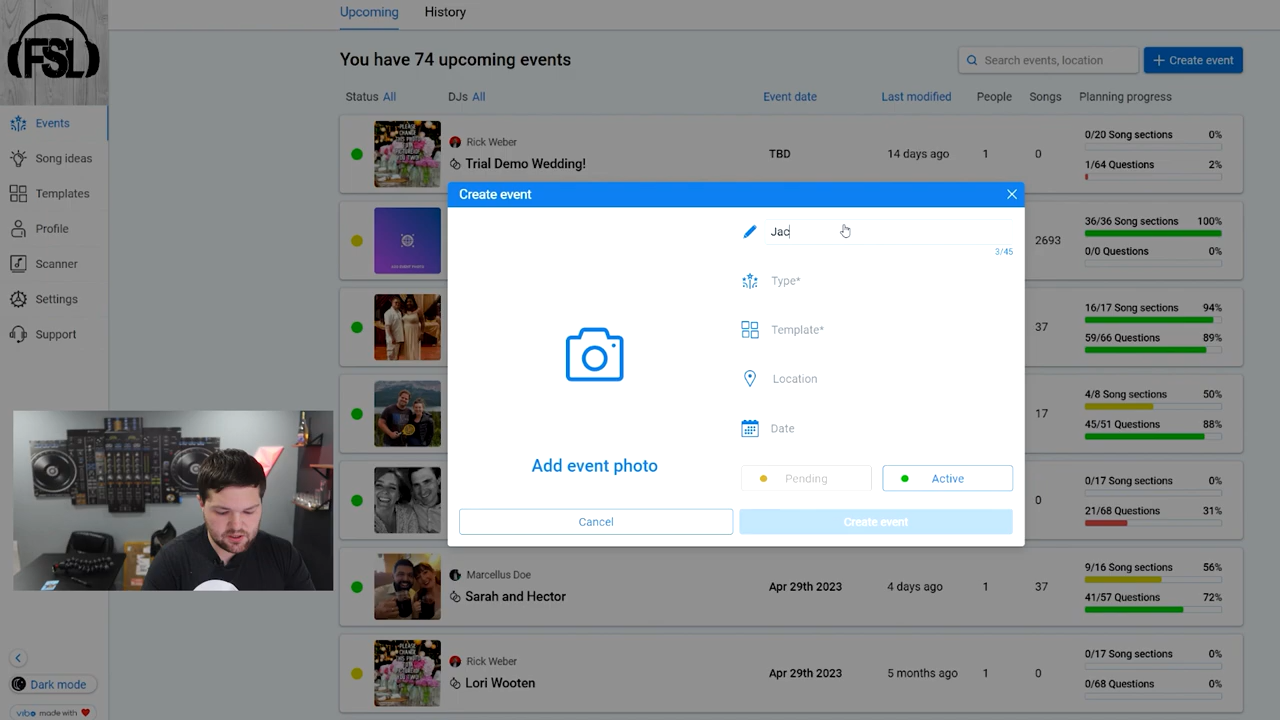 Upcoming
History
FSL
You have 74 upcoming events
Search events, location
Create event
Status All
DJs All
Event date
Last modified
People
Songs
Planning progress
Events
Song ideas
Templates
Profile
Scanner
Settings
Support
Rick Weber
Trial Demo Wedding!
TBD
14 days ago
1
0
0/20 Song sections 0%
1/64 Questions 2%
Create event
Jac
3/45
Type*
Template*
Location
Date
Pending
Active
Add event photo
Cancel
Create event
36/36 Song sections 100%
2693
0/0 Questions 0%
16/17 Song sections 94%
37
59/66 Questions 89%
4/8 Song sections 50%
17
45/51 Questions 88%
0/17 Song sections 0%
0
21/68 Questions 31%
Marcellus Doe
Sarah and Hector
Apr 29th 2023
4 days ago
1
37
9/16 Song sections 56%
41/57 Questions 72%
Rick Weber
Lori Wooten
Apr 29th 2023
5 months ago
1
0
0/17 Song sections 0%
0/68 Questions 0%
Dark mode
vibo made with